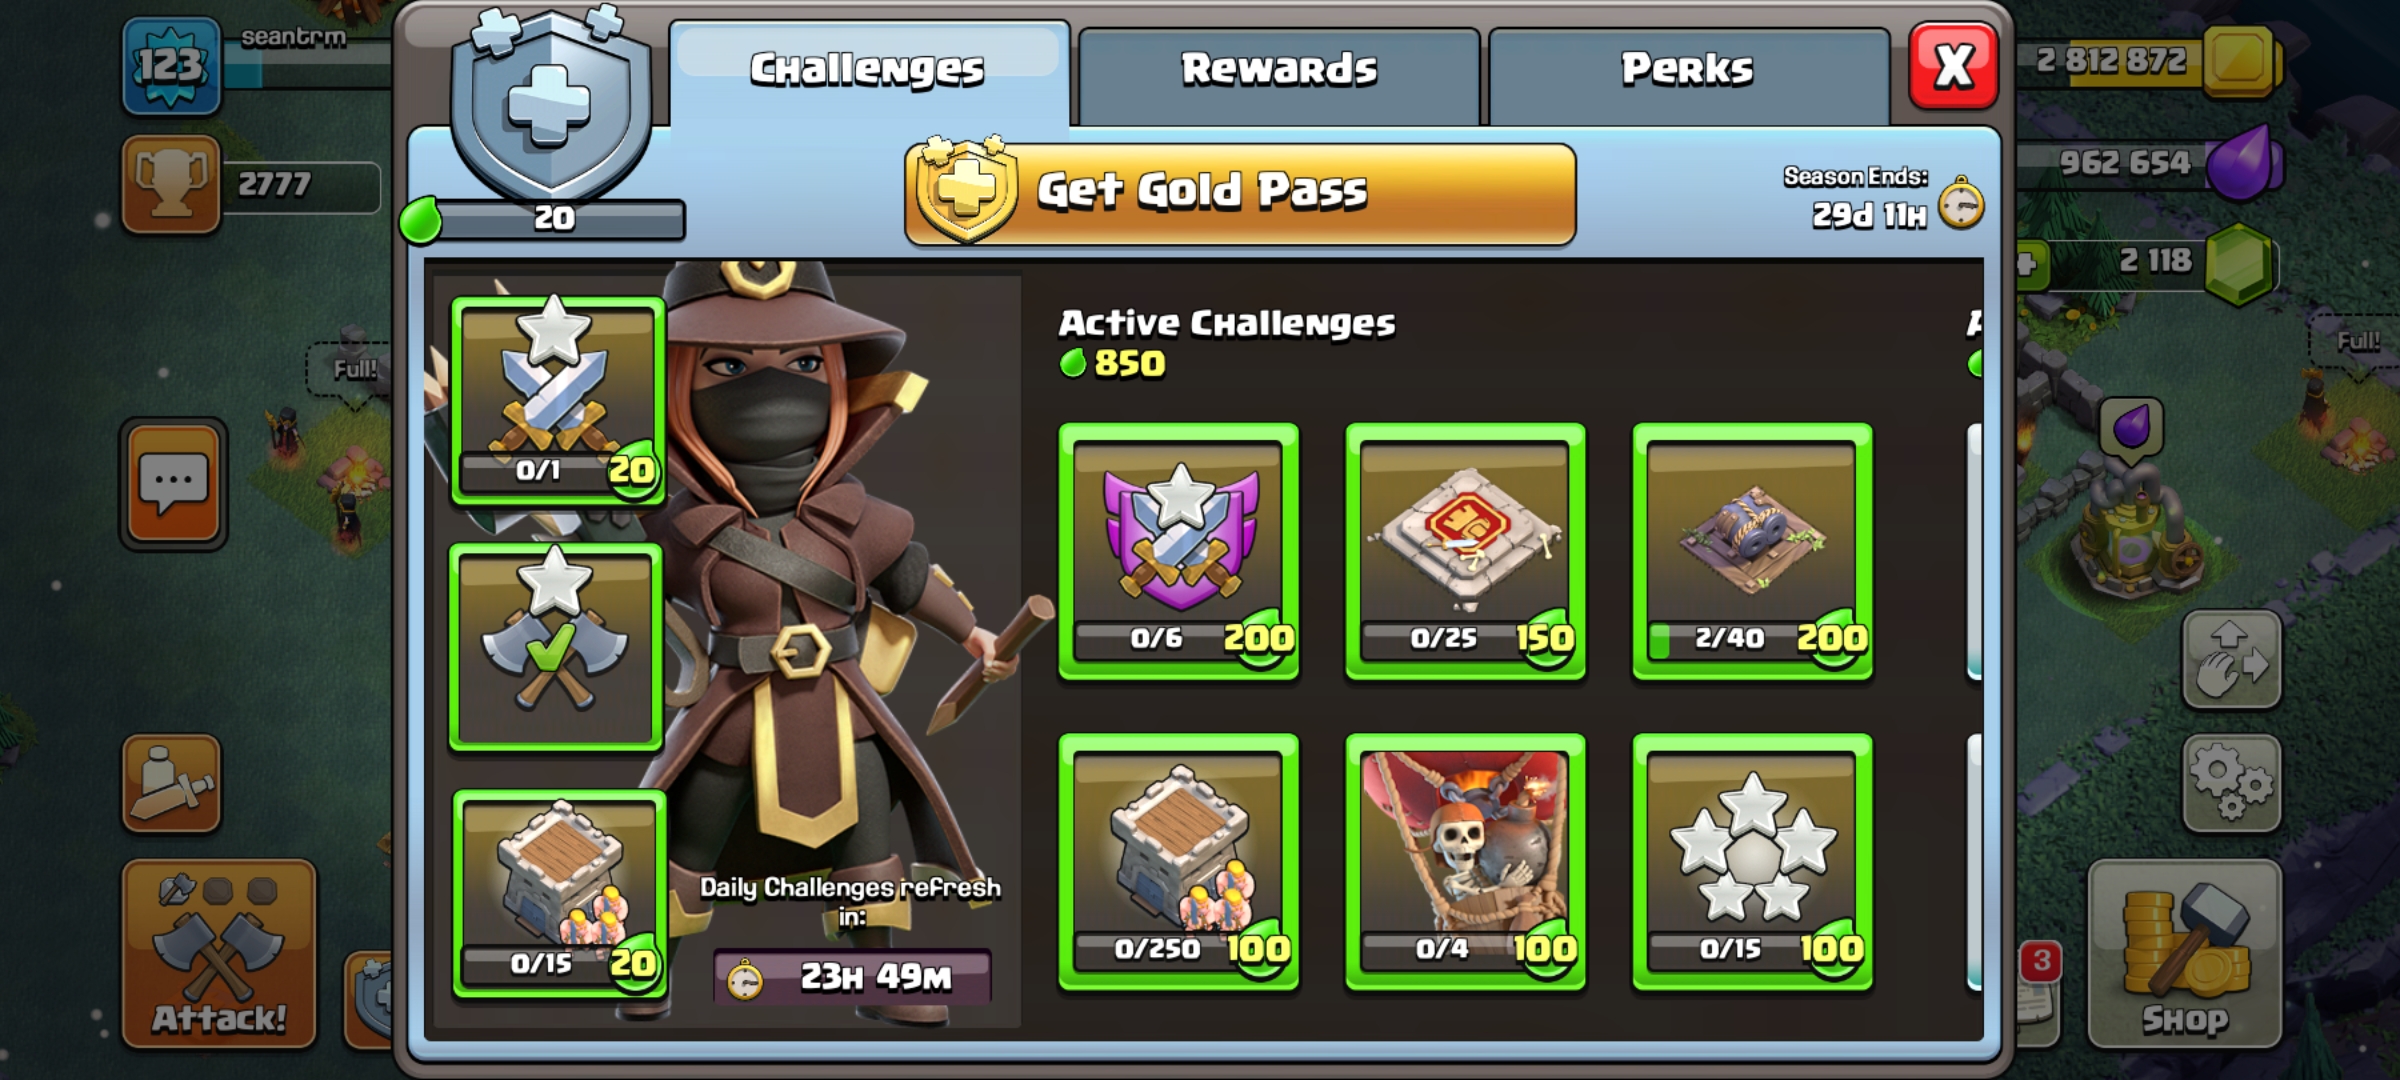 123
seantrm
2777
Challenges
Rewards
Perks
X
2 812 872
962 654
2 118
20
Get Gold Pass
Season Ends:
29d 11H
Full!
Full!
Active Challenges
850
0/1
20
0/15
20
Daily Challenges refresh
in:
23H 49M
0/6
200
0/25
150
2/40
200
0/250
100
0/4
100
0/15
100
Attack!
3
Shop